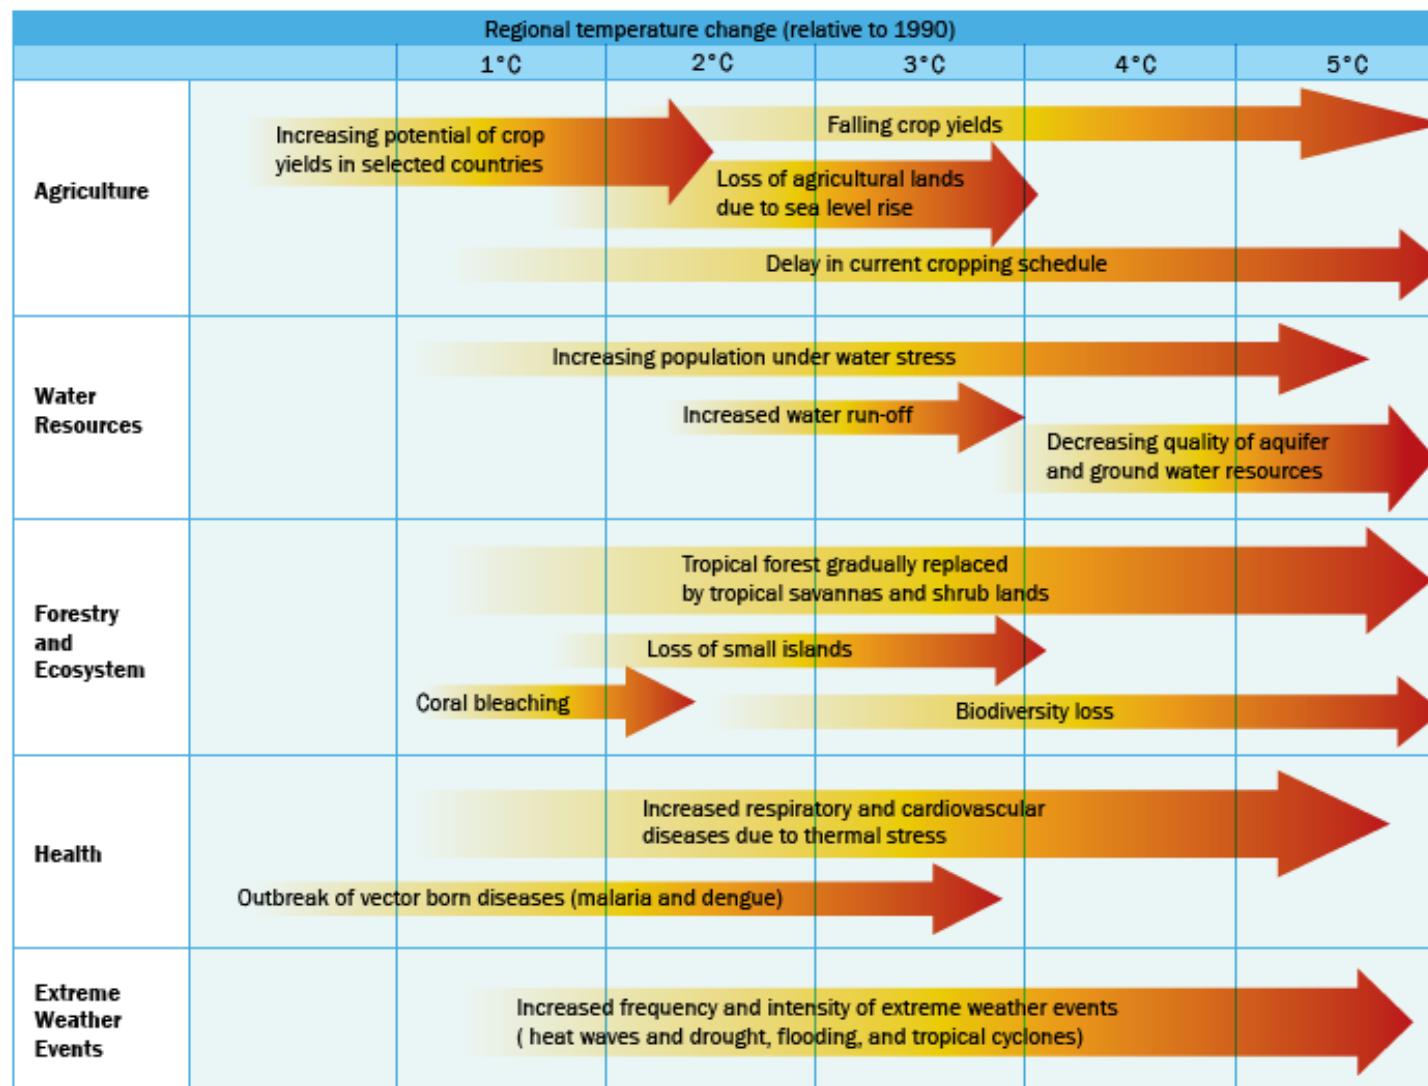 Regional temperature change (relative to 1990)
1°C 2°C 3°C 4°C 5°C
Agriculture
Increasing potential of crop
yields in selected countries
Falling crop yields
Loss of agricultural lands
due to sea level rise
Delay in current cropping schedule
Water
Resources
Increasing population under water stress
Increased water run-off
Decreasing quality of aquifer
and ground water resources
Forestry
and
Ecosystem
Tropical forest gradually replaced
by tropical savannas and shrub lands
Loss of small islands
Coral bleaching
Biodiversity loss
Health
Increased respiratory and cardiovascular
diseases due to thermal stress
Outbreak of vector born diseases (malaria and dengue)
Extreme
Weather
Events
Increased frequency and intensity of extreme weather events
( heat waves and drought, flooding, and tropical cyclones)